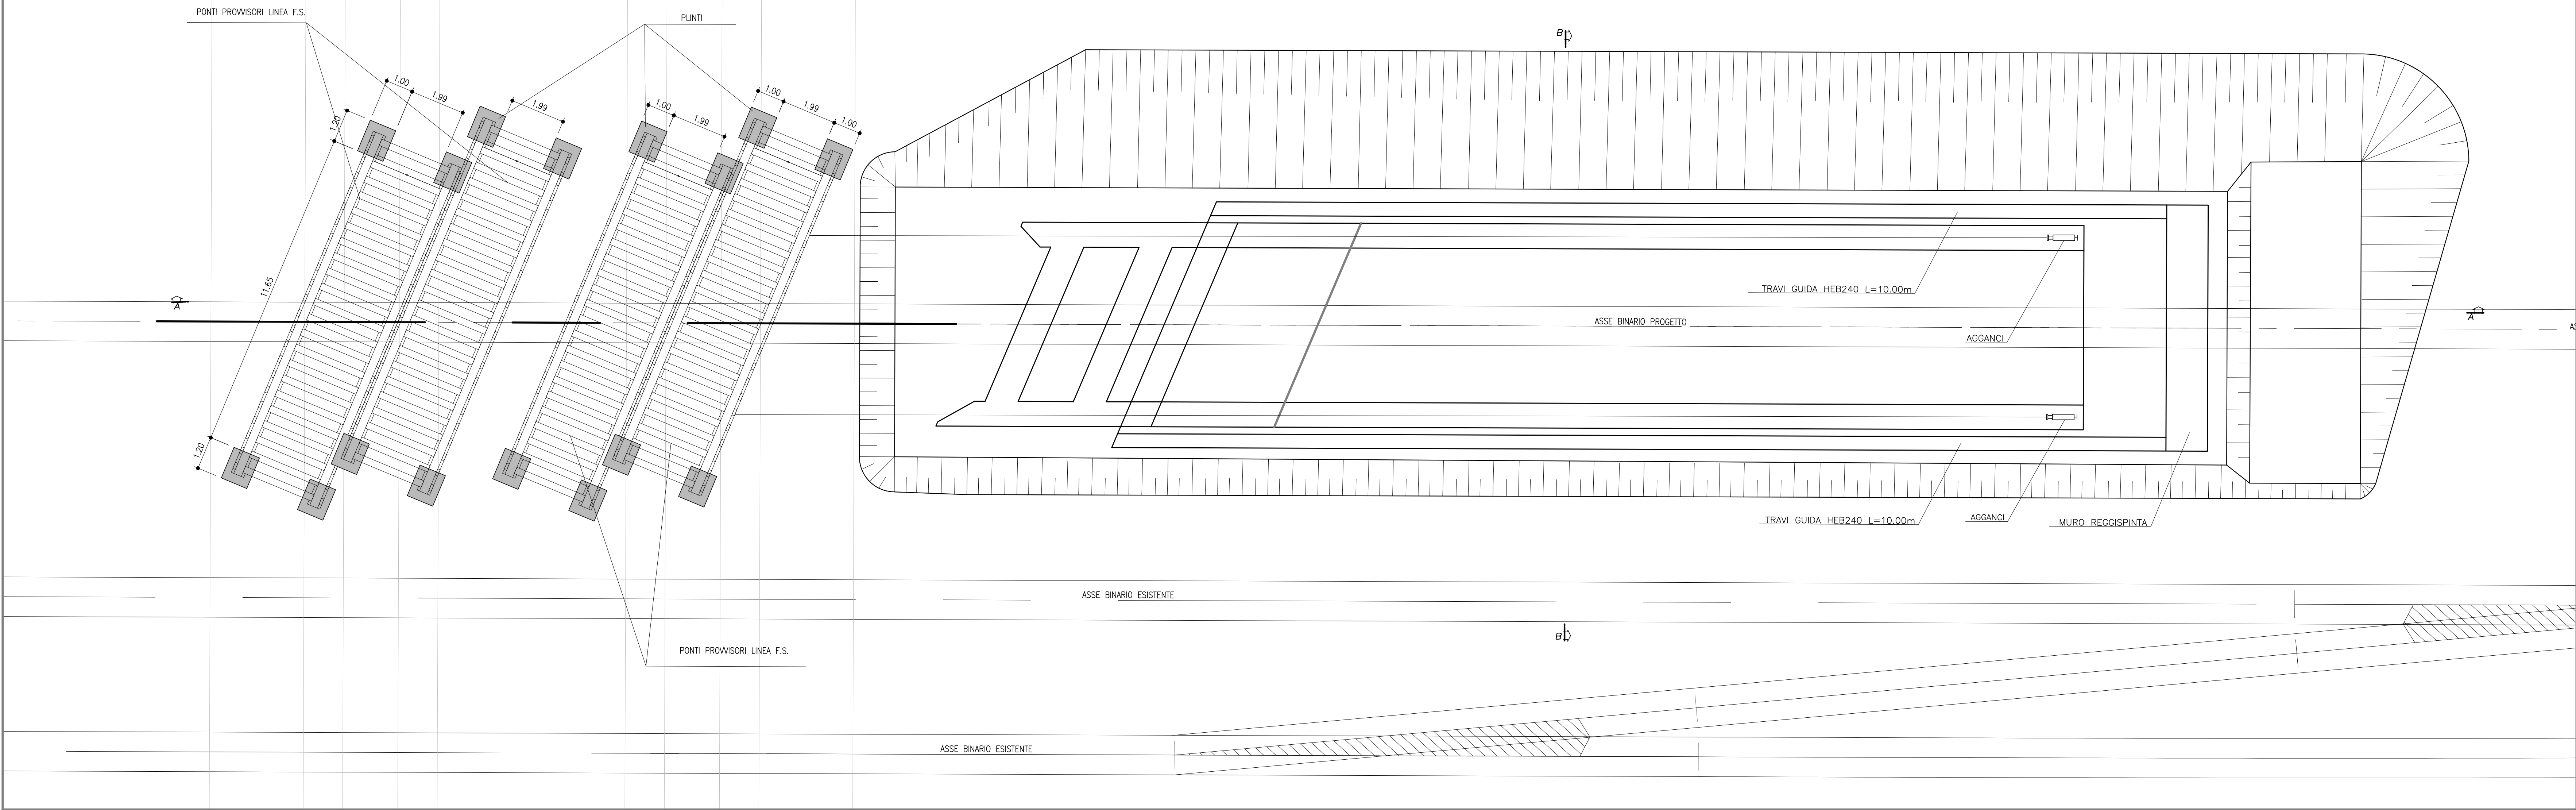 PONTI PROVVISORI LINEA F.S.
PLINTI
B
1.00
1.99
1.99
1.00
1.99
1.00
1.99
1.00
1.20
11.65
1.20
A
TRAVI GUIDA HEB240 L=10.00m
ASSE BINARIO PROGETTO
AGGANCI
A
AS
TRAVI GUIDA HEB240 L=10.00m
AGGANCI
MURO REGGISPINTA
ASSE BINARIO ESISTENTE
B
PONTI PROVVISORI LINEA F.S.
ASSE BINARIO ESISTENTE